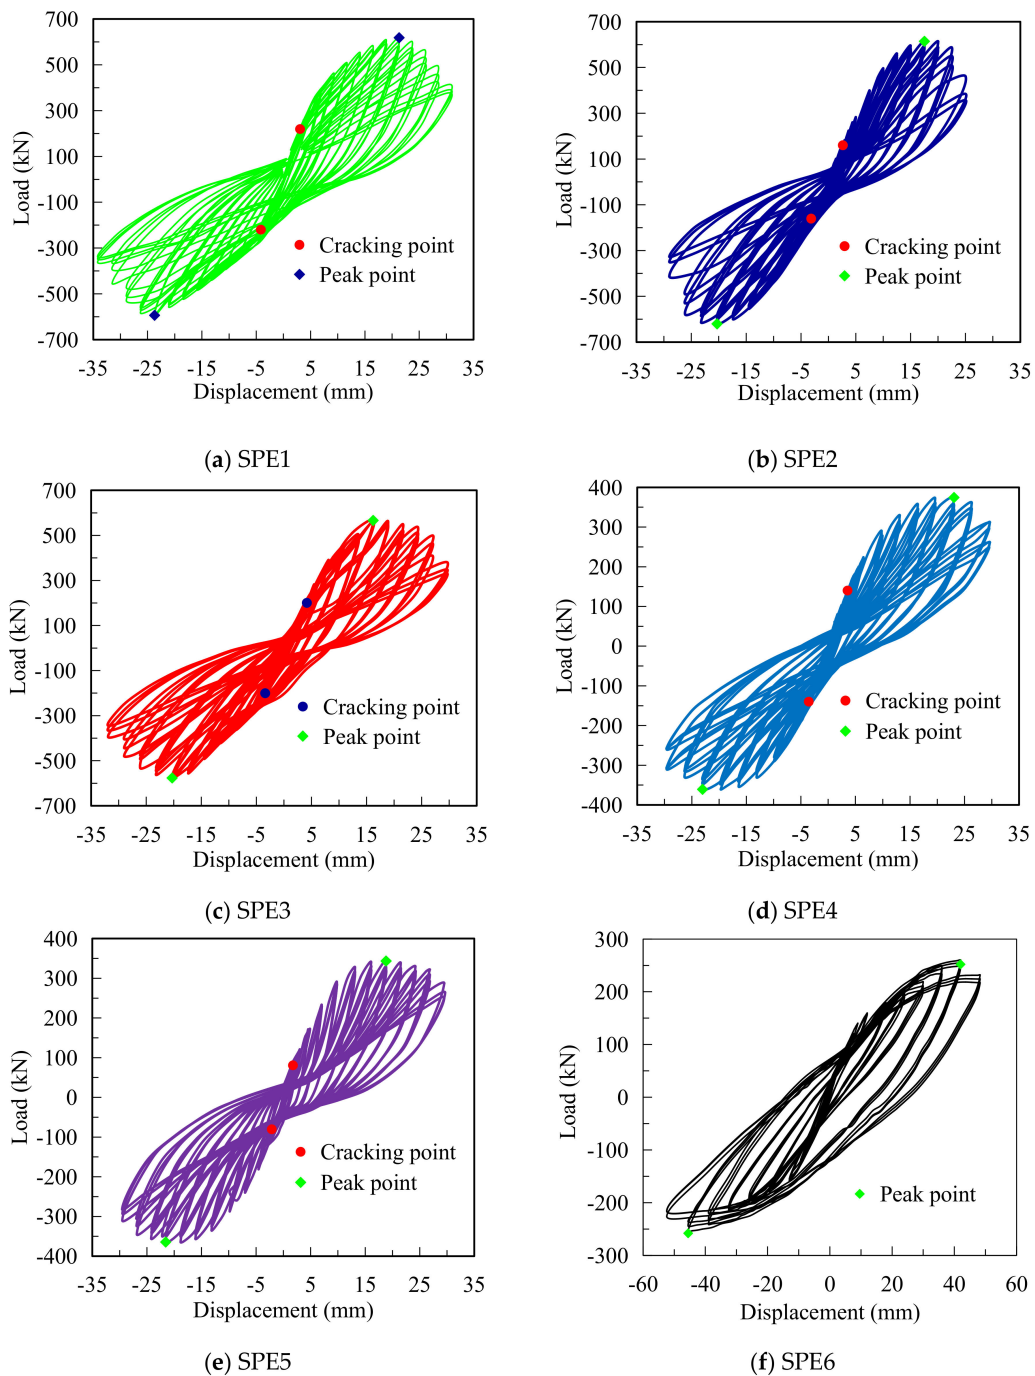 700
500
300
100
-100
-300
-500
-700
Load (kN)
Cracking point
Peak point
-35 -25 -15 -5 5 15 25 35
Displacement (mm)
(a) SPE1
700
500
300
100
-100
-300
-500
-700
Load (kN)
Cracking point
Peak point
-35 -25 -15 -5 5 15 25 35
Displacement (mm)
(b) SPE2
700
500
300
100
-100
-300
-500
-700
Load (kN)
Cracking point
Peak point
-35 -25 -15 -5 5 15 25 35
Displacement (mm)
(c) SPE3
400
300
200
100
0
-100
-200
-300
-400
Load (kN)
Cracking point
Peak point
-35 -25 -15 -5 5 15 25 35
Displacement (mm)
(d) SPE4
400
300
200
100
0
-100
-200
-300
-400
Load (kN)
Cracking point
Peak point
-35 -25 -15 -5 5 15 25 35
Displacement (mm)
(e) SPE5
300
200
100
0
-100
-200
-300
Load (kN)
Peak point
-60 -40 -20 0 20 40 60
Displacement (mm)
(f) SPE6